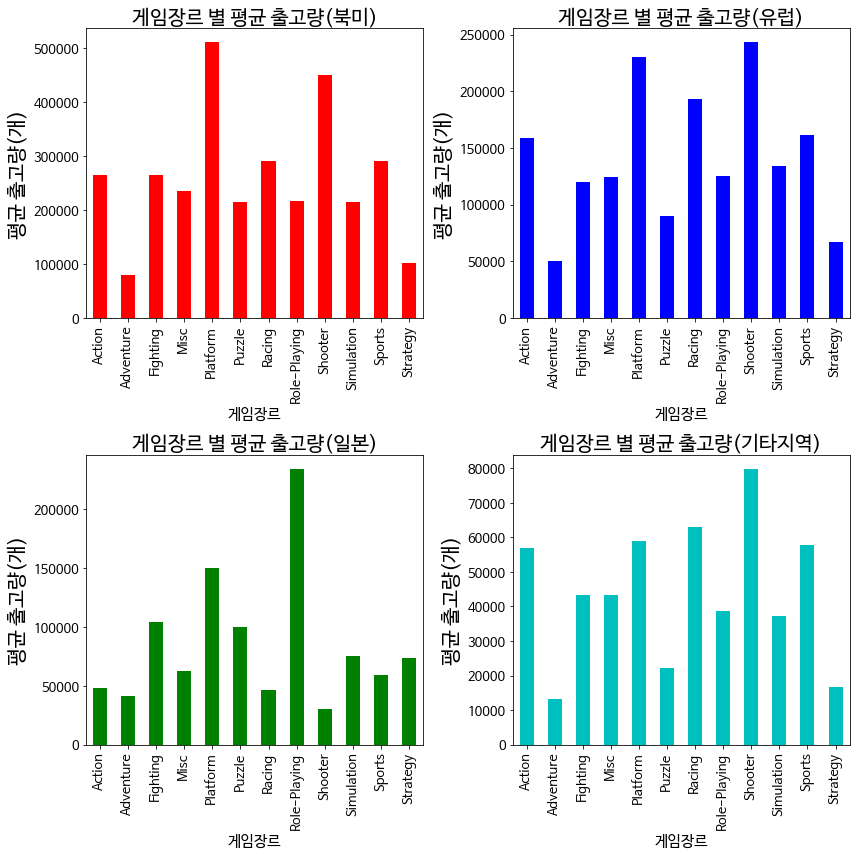 게임장르 별 평균 출고량(북미)
평균 출고량(개)
500000
400000
300000
200000
100000
0
Action
Adventure
Fighting
Misc
Platform
Puzzle
Racing
Role-Playing
Shooter
Simulation
Sports
Strategy
게임장르
게임장르 별 평균 출고량(유럽)
평균 출고량(개)
250000
200000
150000
100000
50000
0
Action
Adventure
Fighting
Misc
Platform
Puzzle
Racing
Role-Playing
Shooter
Simulation
Sports
Strategy
게임장르
게임장르 별 평균 출고량(일본)
평균 출고량(개)
200000
150000
100000
50000
0
Action
Adventure
Fighting
Misc
Platform
Puzzle
Racing
Role-Playing
Shooter
Simulation
Sports
Strategy
게임장르
게임장르 별 평균 출고량(기타지역)
평균 출고량(개)
80000
70000
60000
50000
40000
30000
20000
10000
0
Action
Adventure
Fighting
Misc
Platform
Puzzle
Racing
Role-Playing
Shooter
Simulation
Sports
Strategy
게임장르